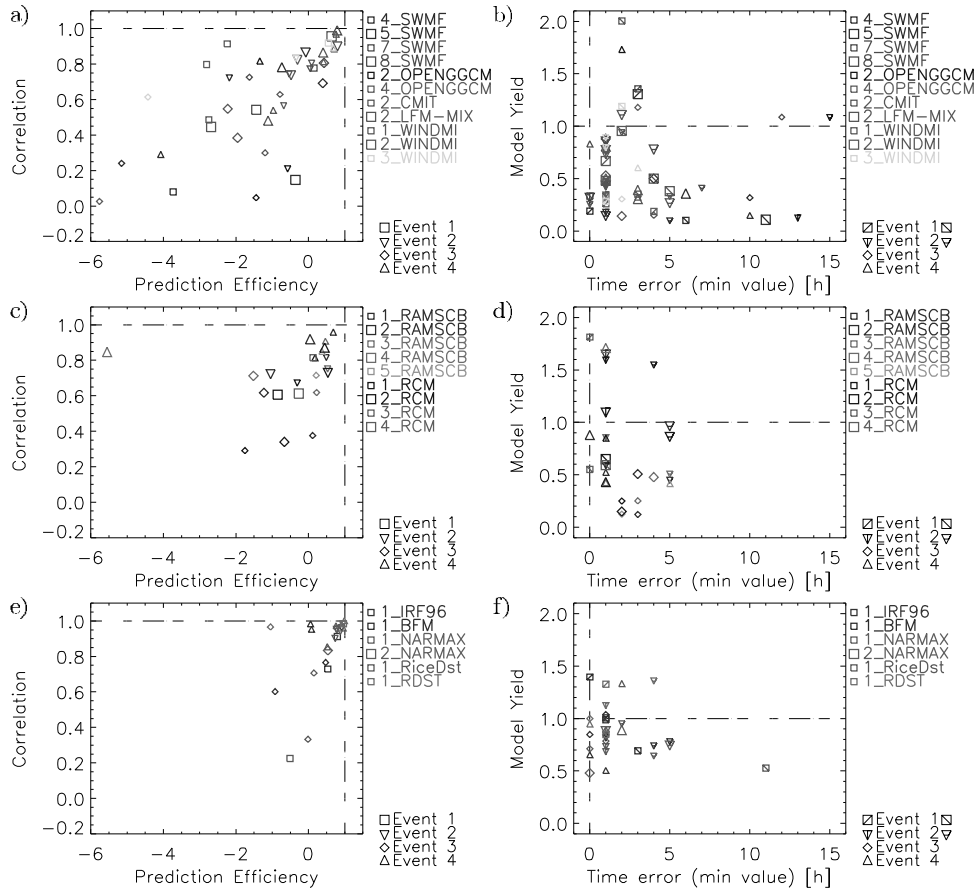 a)
1.0
0.8
0.6
0.4
0.2
0.0
−0.2
Correlation
−6
−4
−2
0
Prediction Efficiency
4_SWMF
5_SWMF
7_SWMF
8_SWMF
2_OPENGGCM
4_OPENGGCM
2_CMIT
2_LFM−MIX
1_WINDMI
2_WINDMI
3_WINDMI
Event 1
Event 2
Event 3
Event 4
b)
2.0
1.5
1.0
0.5
0.0
Model Yield
0
5
10
15
Time error (min value) [h]
4_SWMF
5_SWMF
7_SWMF
8_SWMF
2_OPENGGCM
4_OPENGGCM
2_CMIT
2_LFM−MIX
1_WINDMI
2_WINDMI
3_WINDMI
Event 1
Event 2
Event 3
Event 4
c)
1.0
0.8
0.6
0.4
0.2
0.0
−0.2
Correlation
−6
−4
−2
0
Prediction Efficiency
1_RAMSCB
2_RAMSCB
3_RAMSCB
4_RAMSCB
5_RAMSCB
1_RCM
2_RCM
3_RCM
4_RCM
Event 1
Event 2
Event 3
Event 4
d)
2.0
1.5
1.0
0.5
0.0
Model Yield
0
5
10
15
Time error (min value) [h]
1_RAMSCB
2_RAMSCB
3_RAMSCB
4_RAMSCB
5_RAMSCB
1_RCM
2_RCM
3_RCM
4_RCM
Event 1
Event 2
Event 3
Event 4
e)
1.0
0.8
0.6
0.4
0.2
0.0
−0.2
Correlation
−6
−4
−2
0
Prediction Efficiency
1_IRF96
1_BFM
1_NARMAX
2_NARMAX
1_RiceDst
1_RDST
Event 1
Event 2
Event 3
Event 4
f)
2.0
1.5
1.0
0.5
0.0
Model Yield
0
5
10
15
Time error (min value) [h]
1_IRF96
1_BFM
1_NARMAX
2_NARMAX
1_RiceDst
1_RDST
Event 1
Event 2
Event 3
Event 4